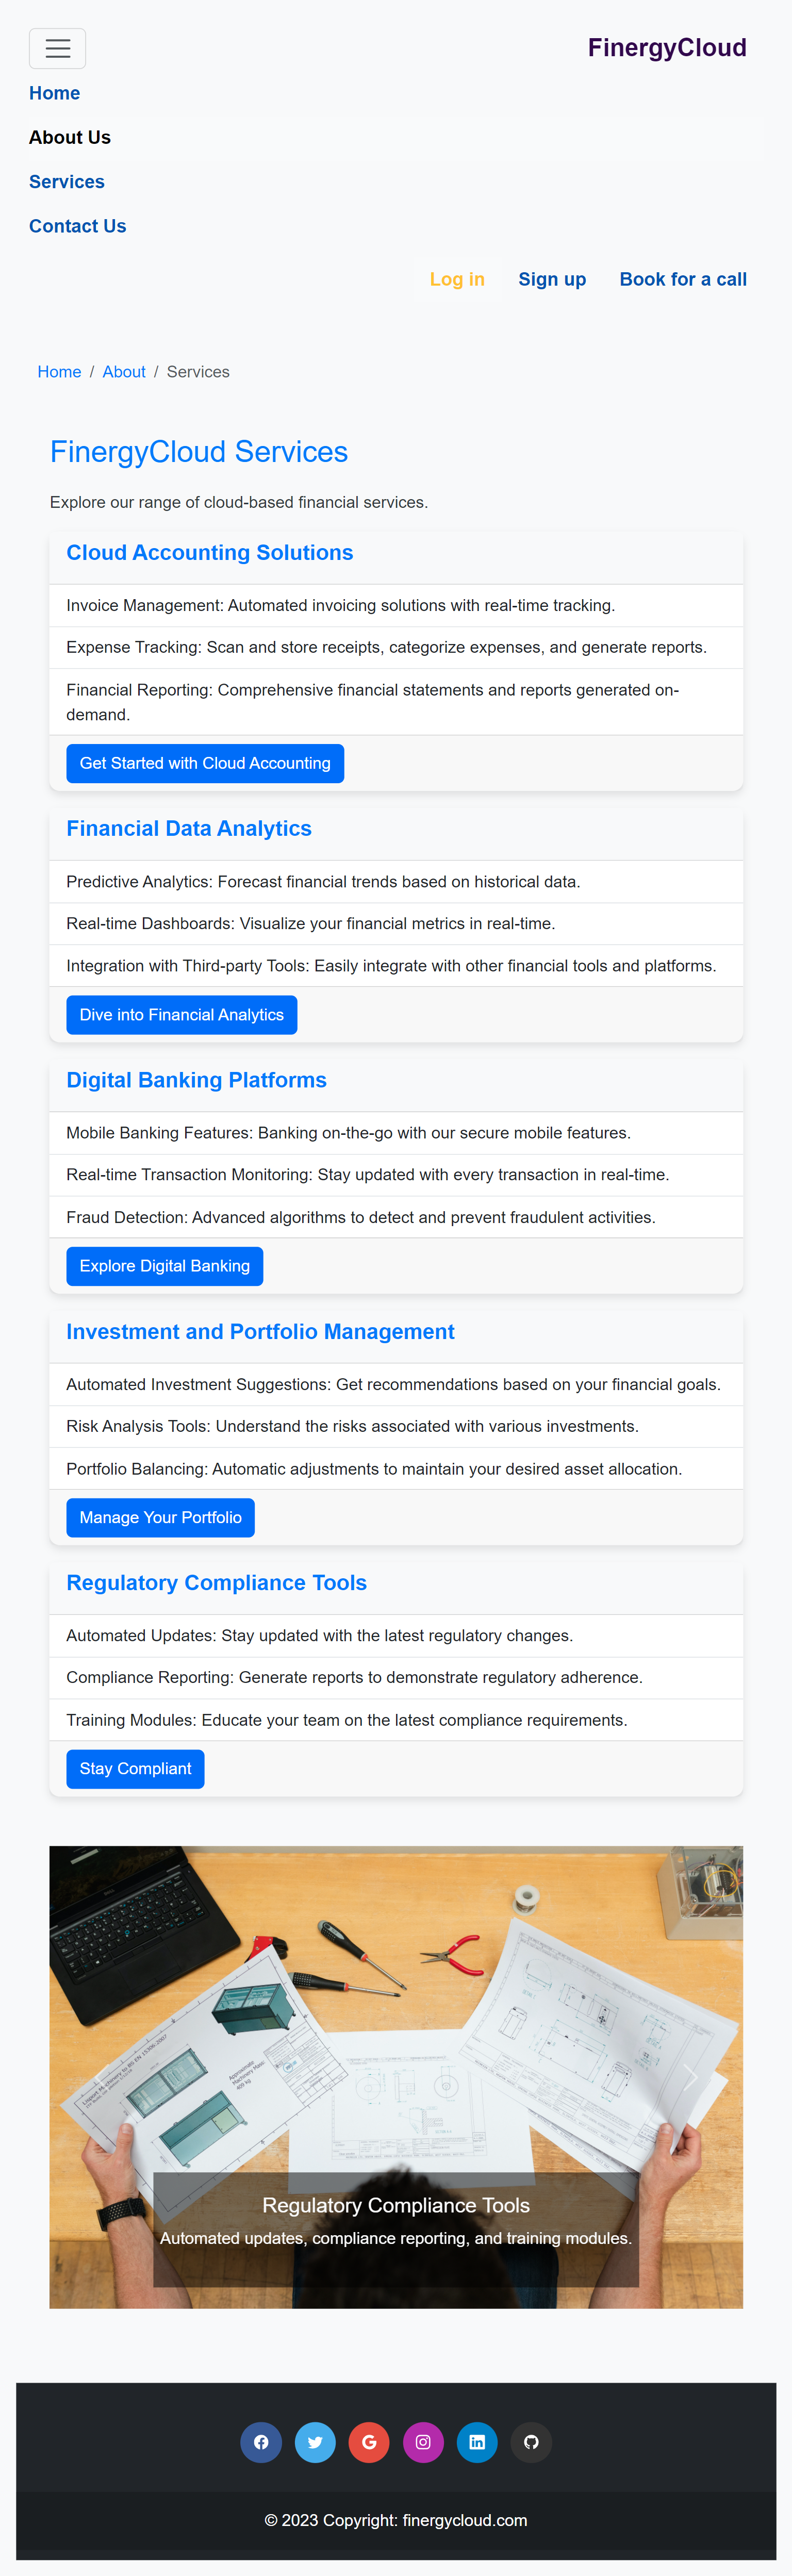 FinergyCloud
Home
About Us
Services
Contact Us
Log in Sign up Book for a call
Home / About / Services
FinergyCloud Services
Explore our range of cloud-based financial services.
Cloud Accounting Solutions
Invoice Management: Automated invoicing solutions with real-time tracking.
Expense Tracking: Scan and store receipts, categorize expenses, and generate reports.
Financial Reporting: Comprehensive financial statements and reports generated on-
demand.
Get Started with Cloud Accounting
Financial Data Analytics
Predictive Analytics: Forecast financial trends based on historical data.
Real-time Dashboards: Visualize your financial metrics in real-time.
Integration with Third-party Tools: Easily integrate with other financial tools and platforms.
Dive into Financial Analytics
Digital Banking Platforms
Mobile Banking Features: Banking on-the-go with our secure mobile features.
Real-time Transaction Monitoring: Stay updated with every transaction in real-time.
Fraud Detection: Advanced algorithms to detect and prevent fraudulent activities.
Explore Digital Banking
Investment and Portfolio Management
Automated Investment Suggestions: Get recommendations based on your financial goals.
Risk Analysis Tools: Understand the risks associated with various investments.
Portfolio Balancing: Automatic adjustments to maintain your desired asset allocation.
Manage Your Portfolio
Regulatory Compliance Tools
Automated Updates: Stay updated with the latest regulatory changes.
Compliance Reporting: Generate reports to demonstrate regulatory adherence.
Training Modules: Educate your team on the latest compliance requirements.
Stay Compliant
Approximate
Machinery Mass:
409 kg
Regulatory Compliance Tools
Automated updates, compliance reporting, and training modules.
© 2023 Copyright: finergycloud.com